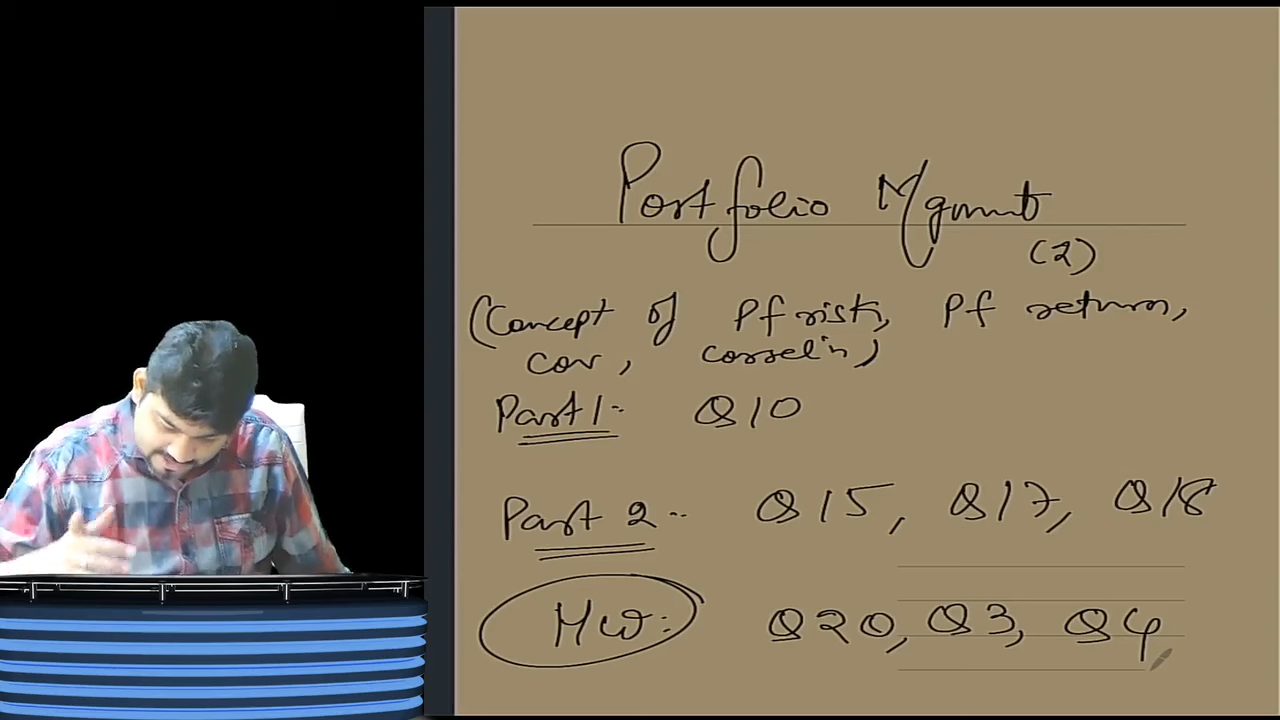 Portfolio Mgmnt
(2)
(Concept of Pf risk, Pf return,
cov, correl'n)
Part 1:- Q10
Part 2:- Q15, Q17, Q18
HW:- Q20, Q3, Q4